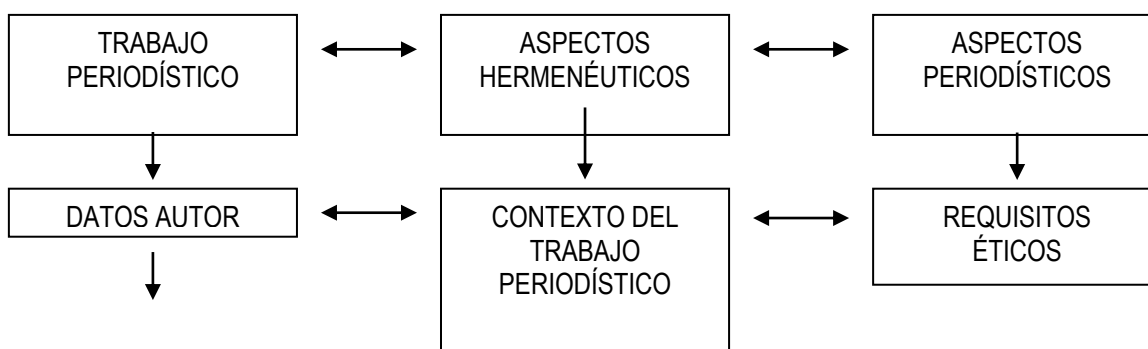 TRABAJO
PERIODÍSTICO
ASPECTOS
HERMENÉUTICOS
ASPECTOS
PERIODÍSTICOS
DATOS AUTOR
CONTEXTO DEL
TRABAJO
PERIODÍSTICO
REQUISITOS
ÉTICOS